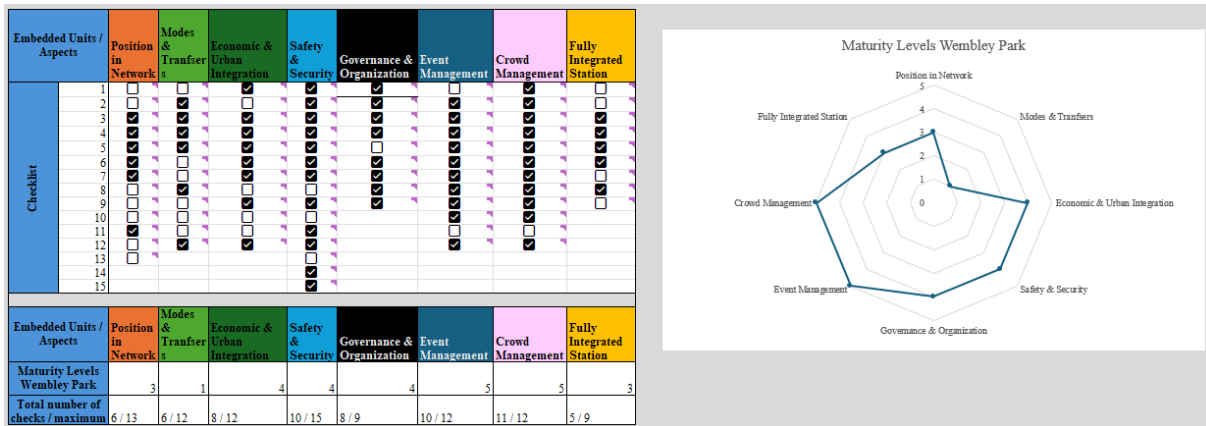 Embedded Units / Aspects Position in Network Modes & Tranfsers Economic & Urban Integration Safety & Security Governance & Organization Event Management Crowd Management Fully Integrated Station
Checklist
1
2
3
4
5
6
7
8
9
10
11
12
13
14
15
Embedded Units / Aspects Position in Network Modes & Tranfsers Economic & Urban Integration Safety & Security Governance & Organization Event Management Crowd Management Fully Integrated Station
Maturity Levels Wembley Park 3 1 4 4 4 5 5 3
Total number of checks / maximum 6 / 13 6 / 12 8 / 12 10 / 15 8 / 9 10 / 12 11 / 12 5 / 9
Maturity Levels Wembley Park
Position in Network
5
4
3
2
1
0
Fully Integrated Station
Modes & Tranfiers
Crowd Management
Economic & Urban Integration
Event Management
Safety & Security
Governance & Organization